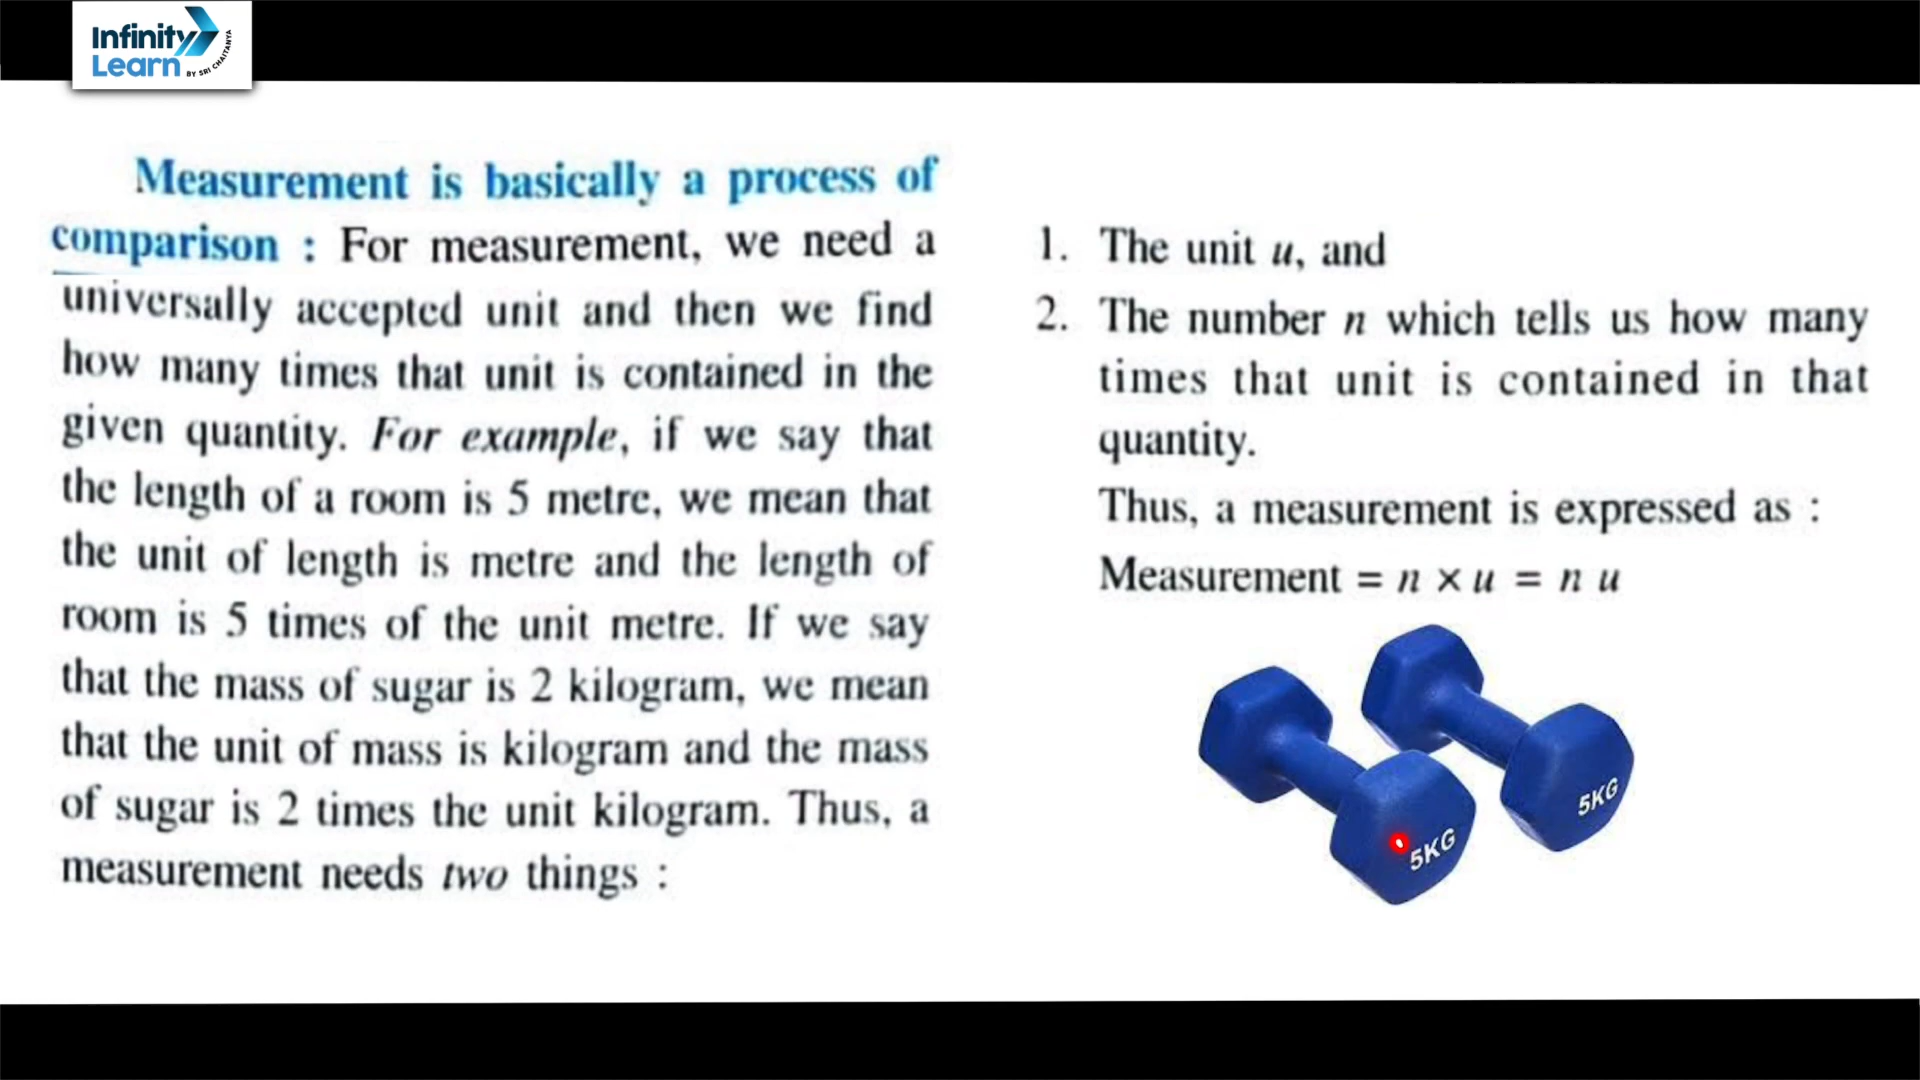 Infinity
Learn
BY SRI CHAITANYA
Measurement is basically a process of
comparison : For measurement, we need a
universally accepted unit and then we find
how many times that unit is contained in the
given quantity. For example, if we say that
the length of a room is 5 metre, we mean that
the unit of length is metre and the length of
room is 5 times of the unit metre. If we say
that the mass of sugar is 2 kilogram, we mean
that the unit of mass is kilogram and the mass
of sugar is 2 times the unit kilogram. Thus, a
measurement needs two things :
1. The unit u, and
2. The number n which tells us how many
times that unit is contained in that
quantity.
Thus, a measurement is expressed as :
Measurement = n × u = n u
5KG
5KG